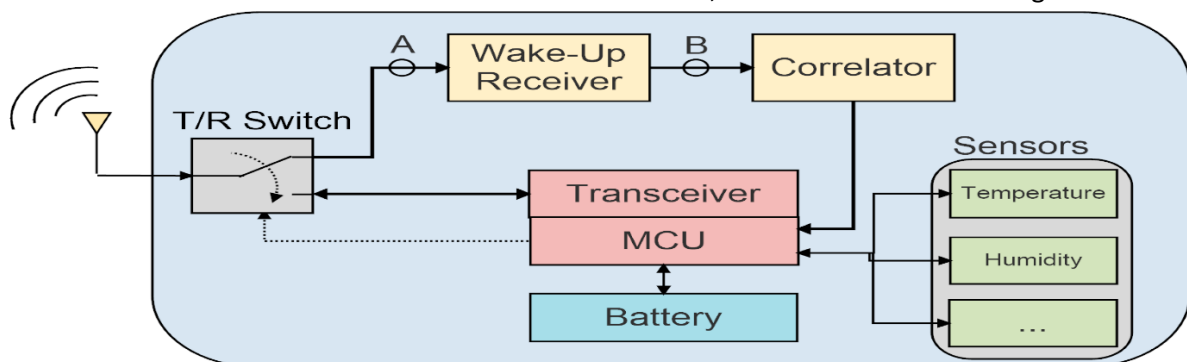 A
Wake-Up
Receiver
B
Correlator
T/R Switch
Sensors
Transceiver
Temperature
MCU
Humidity
Battery
...